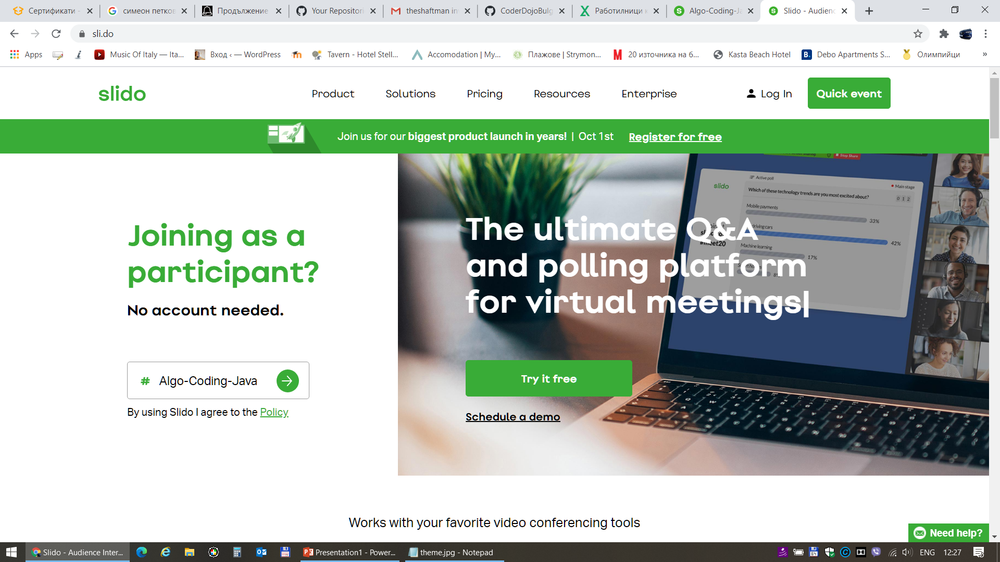 Сертификати -
симеон петков
Продължение
Your Repositori
theshaftman in
CoderDojoBulg
Работилници к
Algo-Coding-Ja
Slido - Audienc
sli.do
Apps
Music Of Italy — Ita...
Вход ‹ — WordPress
Tavern - Hotel Stell...
Accomodation | My...
Плажове | Strymon...
20 източника на б...
Kasta Beach Hotel
Debo Apartments S...
Олимпийци
»
slido
Product
Solutions
Pricing
Resources
Enterprise
Log In
Quick event
Join us for our biggest product launch in years! | Oct 1st
Register for free
Joining as a
participant?
No account needed.
# Algo-Coding-Java
By using Slido I agree to the Policy
Stop Share
Active poll
slido
Main stage
Which of these technology trends are you most excited about?
0 1 2
Mobile payments
33%
driving cars
42%
#meet20
Machine learning
17%
The ultimate Q&A
and polling platform
for virtual meetings|
Try it free
Schedule a demo
Works with your favorite video conferencing tools
Need help?
Slido - Audience Inter...
Presentation1 - Power...
theme.jpg - Notepad
64
ENG
12:27